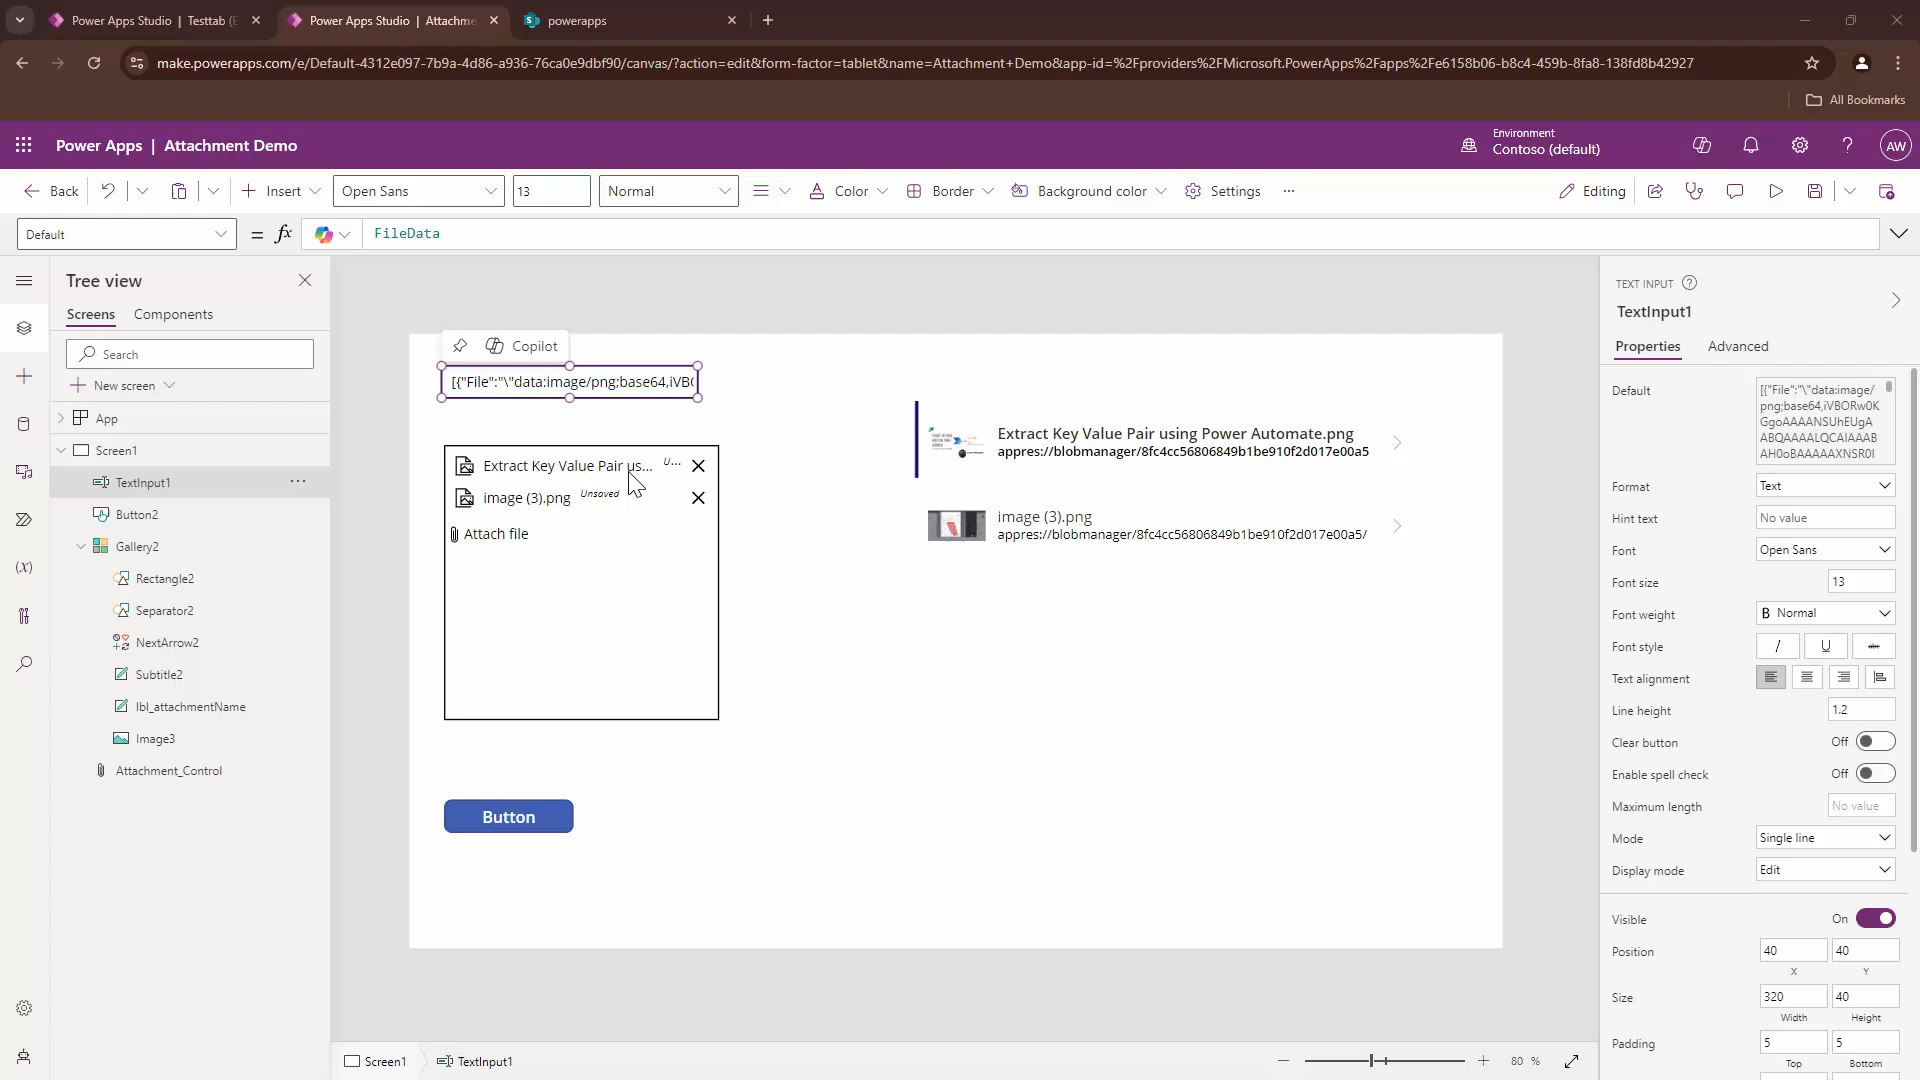 Power Apps Studio | Testtab (E
Power Apps Studio | Attachme
powerapps
make.powerapps.com/e/Default-4312e097-7b9a-4d86-a936-76ca0e9dbf90/canvas/?action=edit&form-factor=tablet&name=Attachment+Demo&app-id=%2Fproviders%2FMicrosoft.PowerApps%2Fapps%2Fe6158b06-b8c4-459b-8fa8-138fd8b42927
All Bookmarks
Power Apps | Attachment Demo
Environment
Contoso (default)
AW
Back
Insert
Open Sans
13
Normal
Color
Border
Background color
Settings
Editing
Default
= fx
FileData
Tree view
Screens
Components
Search
New screen
App
Screen1
TextInput1
Button2
Gallery2
Rectangle2
Separator2
NextArrow2
Subtitle2
lbl_attachmentName
Image3
Attachment_Control
Copilot
[{"File":"\"data:image/png;base64,iVBO
Extract Key Value Pair us... U...
image (3).png Unsaved
Attach file
Button
Extract Key Value Pair using Power Automate.png
appres://blobmanager/8fc4cc56806849b1be910f2d017e00a5
image (3).png
appres://blobmanager/8fc4cc56806849b1be910f2d017e00a5/
TEXT INPUT
TextInput1
Properties
Advanced
Default
[{"File":"\"data:image/
png;base64,iVBORw0K
GgoAAAANSUhEUgA
ABQAAAALQCAIAAAB
AH0oBAAAAAXNSR0I
Format
Text
Hint text
No value
Font
Open Sans
Font size
13
Font weight
B Normal
Font style
/ U abc
Text alignment
Line height
1.2
Clear button
Off
Enable spell check
Off
Maximum length
No value
Mode
Single line
Display mode
Edit
Visible
On
Position
40
40
X
Y
Size
320
40
Width
Height
Padding
5
5
Top
Bottom
Screen1
TextInput1
80 %